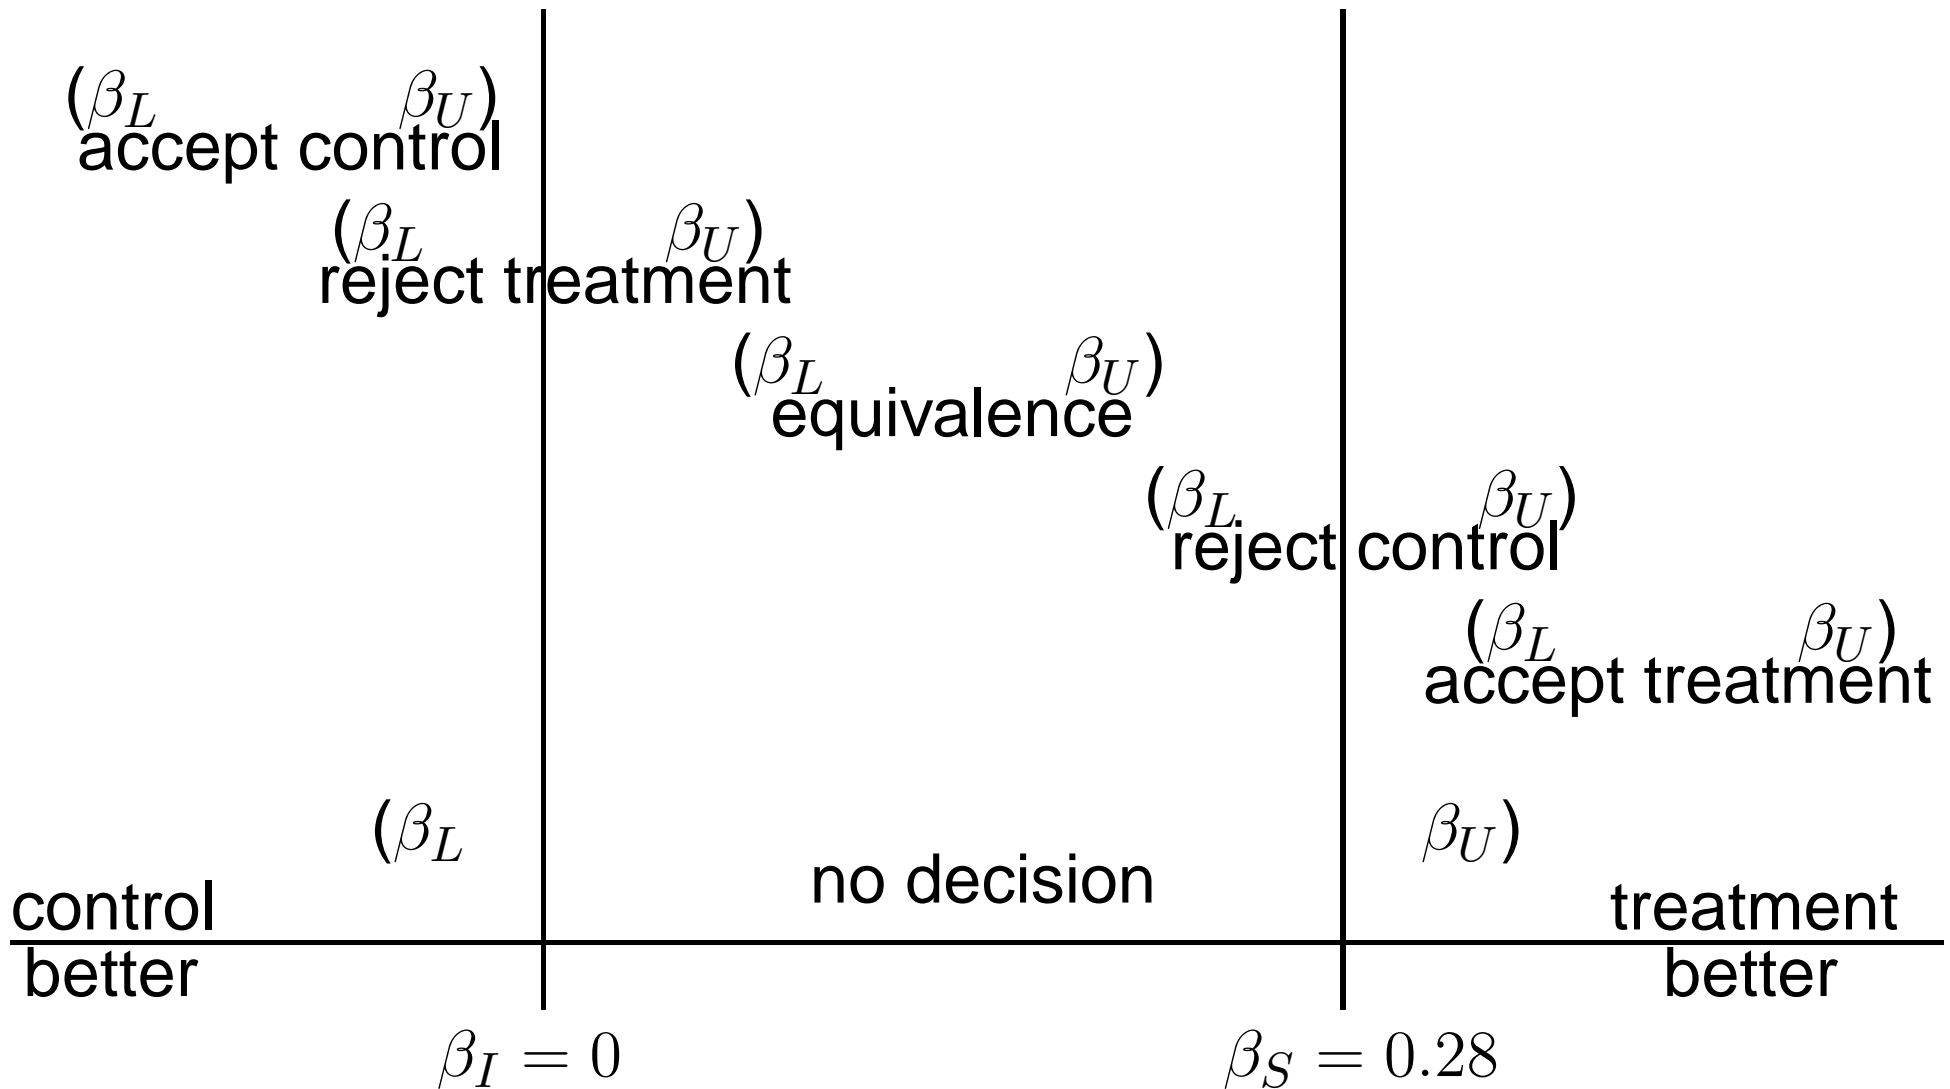 (β_L β_U)
accept control
(β_L β_U)
reject treatment
(β_L β_U)
equivalence
(β_L β_U)
reject control
(β_L β_U)
accept treatment
(β_L β_U)
no decision
control treatment
better better
β_I = 0 β_S = 0.28